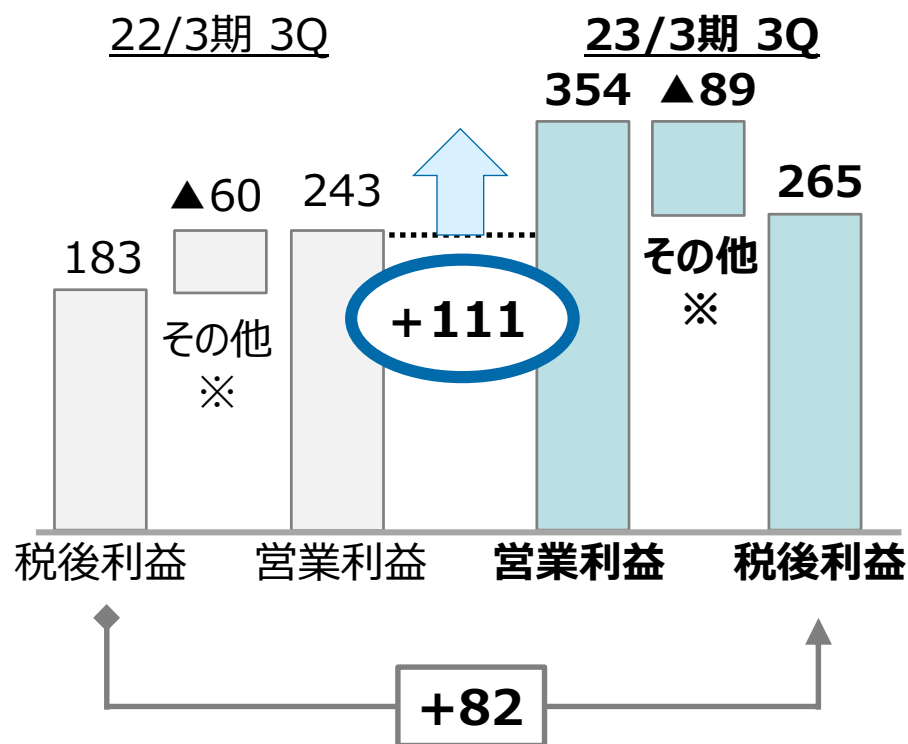 22/3期 3Q
23/3期 3Q
354
▲89
▲60
243
265
183
その他
※
その他
※
+111
税後利益
営業利益
営業利益
税後利益
+82